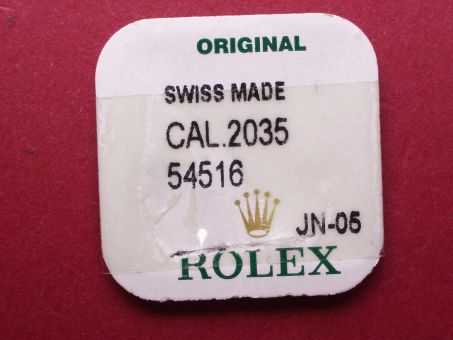 ORIGINAL
SWISS MADE
CAL.2035
54516
JN-05
ROLEX